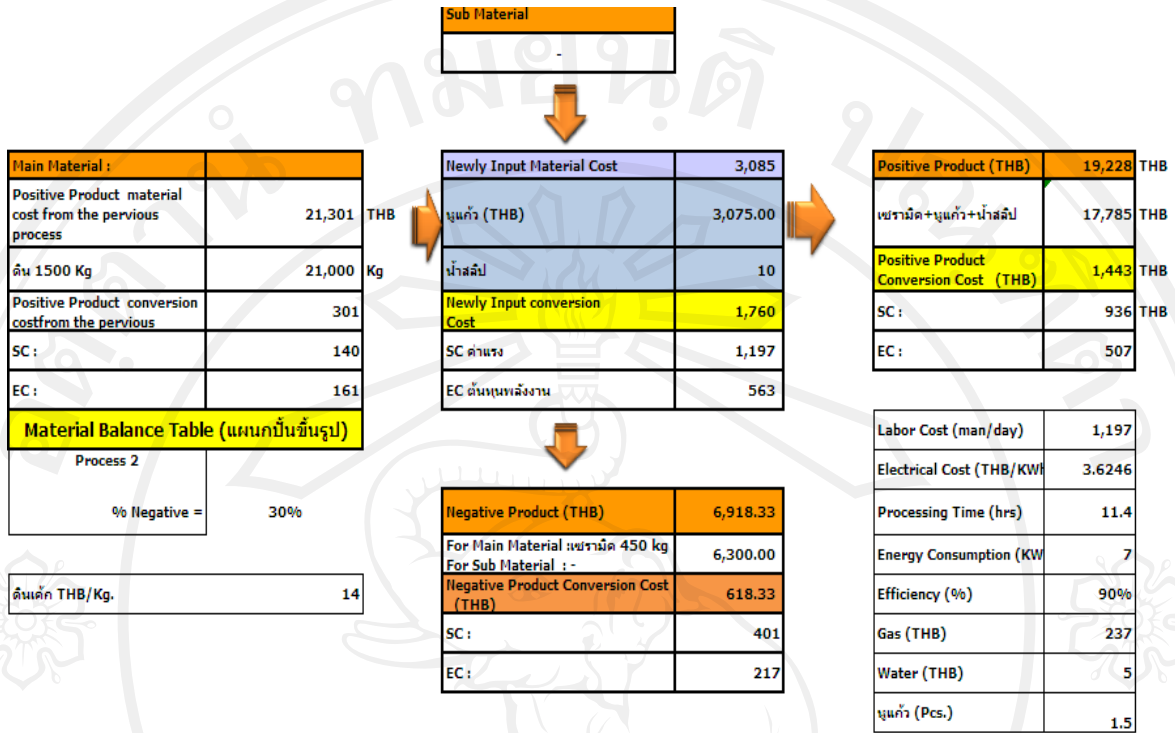 Sub Material
-
Main Material :
Positive Product material
cost from the pervious
process
21,301 THB
ดิน 1500 Kg 21,000 Kg
Positive Product conversion
costfrom the pervious
301
SC : 140
EC : 161
Material Balance Table (แผนกปั้นขึ้นรูป)
Process 2
% Negative = 30%
ดินเค้ก THB/Kg. 14
Newly Input Material Cost 3,085
หูแก้ว (THB) 3,075.00
น้ำสลิป 10
Newly Input conversion
Cost
1,760
SC ค่าแรง 1,197
EC ต้นทุนพลังงาน 563
Negative Product (THB) 6,918.33
For Main Material :เซรามิค 450 kg
For Sub Material : -
6,300.00
Negative Product Conversion Cost
(THB)
618.33
SC : 401
EC : 217
Positive Product (THB) 19,228 THB
เซรามิค+หูแก้ว+น้ำสลิป 17,785 THB
Positive Product
Conversion Cost (THB)
1,443 THB
SC : 936 THB
EC : 507
Labor Cost (man/day) 1,197
Electrical Cost (THB/KWh 3.6246
Processing Time (hrs) 11.4
Energy Consumption (KW 7
Efficiency (%) 90%
Gas (THB) 237
Water (THB) 5
หูแก้ว (Pcs.) 1.5